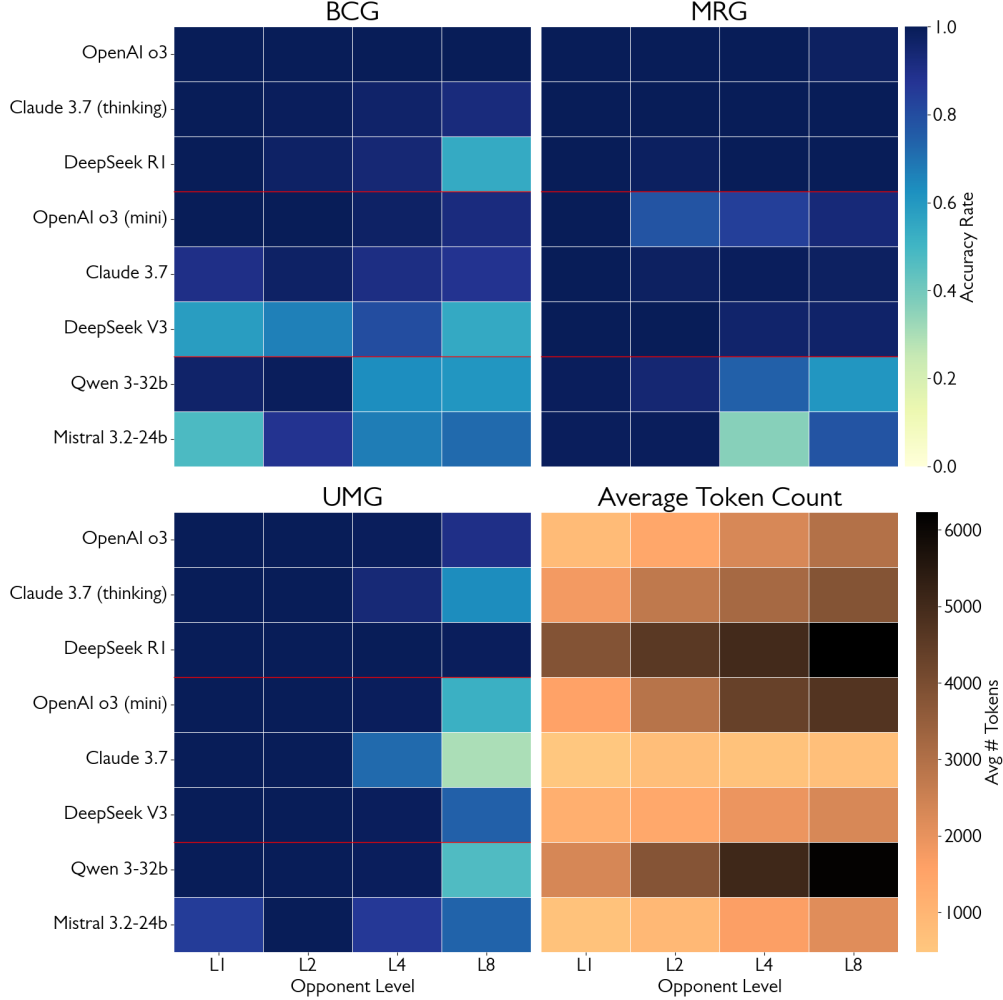 BCG
MRG
OpenAI o3
Claude 3.7 (thinking)
DeepSeek R1
OpenAI o3 (mini)
Claude 3.7
DeepSeek V3
Qwen 3-32b
Mistral 3.2-24b
1.0
0.8
0.6
0.4
0.2
0.0
Accuracy Rate
UMG
Average Token Count
OpenAI o3
Claude 3.7 (thinking)
DeepSeek R1
OpenAI o3 (mini)
Claude 3.7
DeepSeek V3
Qwen 3-32b
Mistral 3.2-24b
L1 L2 L4 L8
Opponent Level
L1 L2 L4 L8
Opponent Level
6000
5000
4000
3000
2000
1000
Avg # Tokens